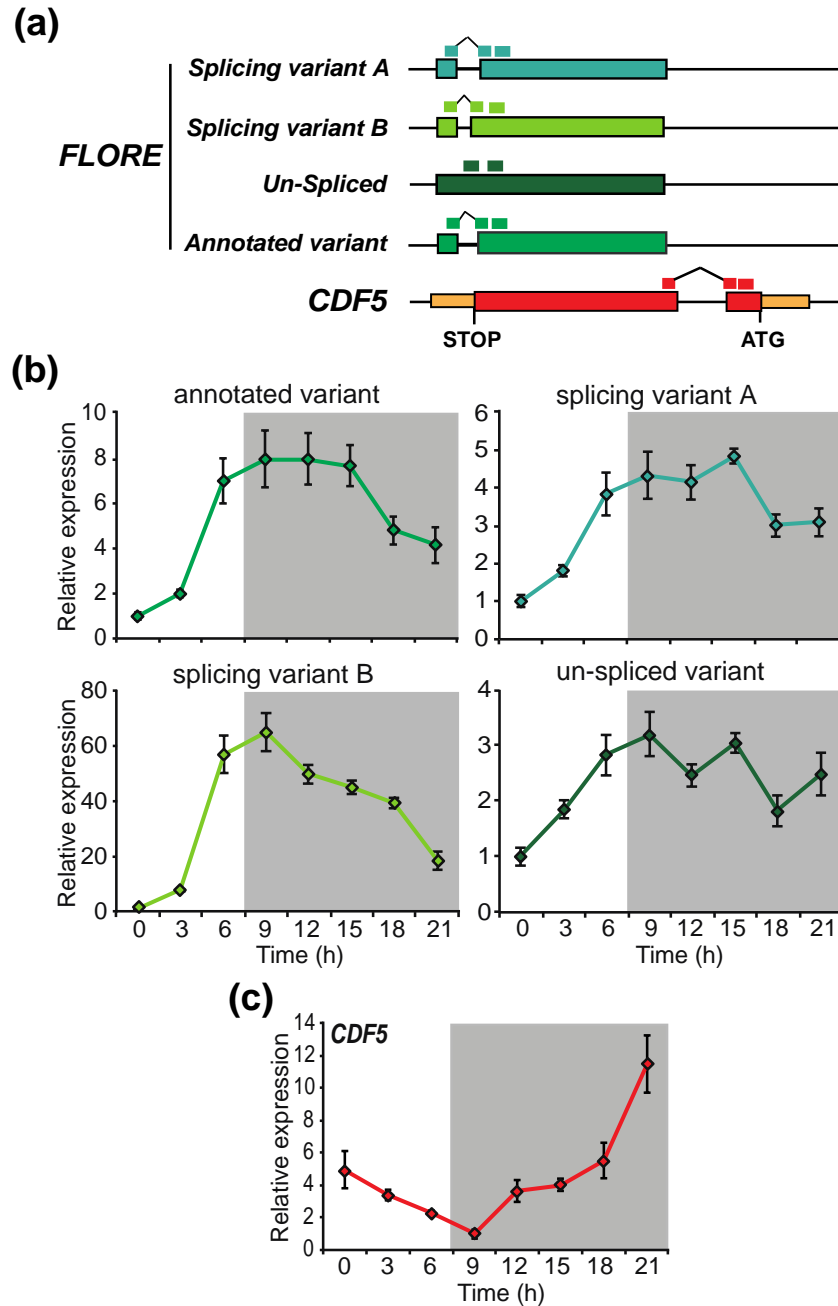 (a)
FLORE
Splicing variant A
Splicing variant B
Un-Spliced
Annotated variant
CDF5
STOP
ATG
(b)
annotated variant
Relative expression
10
8
6
4
2
0
splicing variant A
6
5
4
3
2
1
0
splicing variant B
Relative expression
80
60
40
20
0
0 3 6 9 12 15 18 21
Time (h)
un-spliced variant
4
3
2
1
0
0 3 6 9 12 15 18 21
Time (h)
(c)
CDF5
Relative expression
14
12
10
8
6
4
2
0
0 3 6 9 12 15 18 21
Time (h)